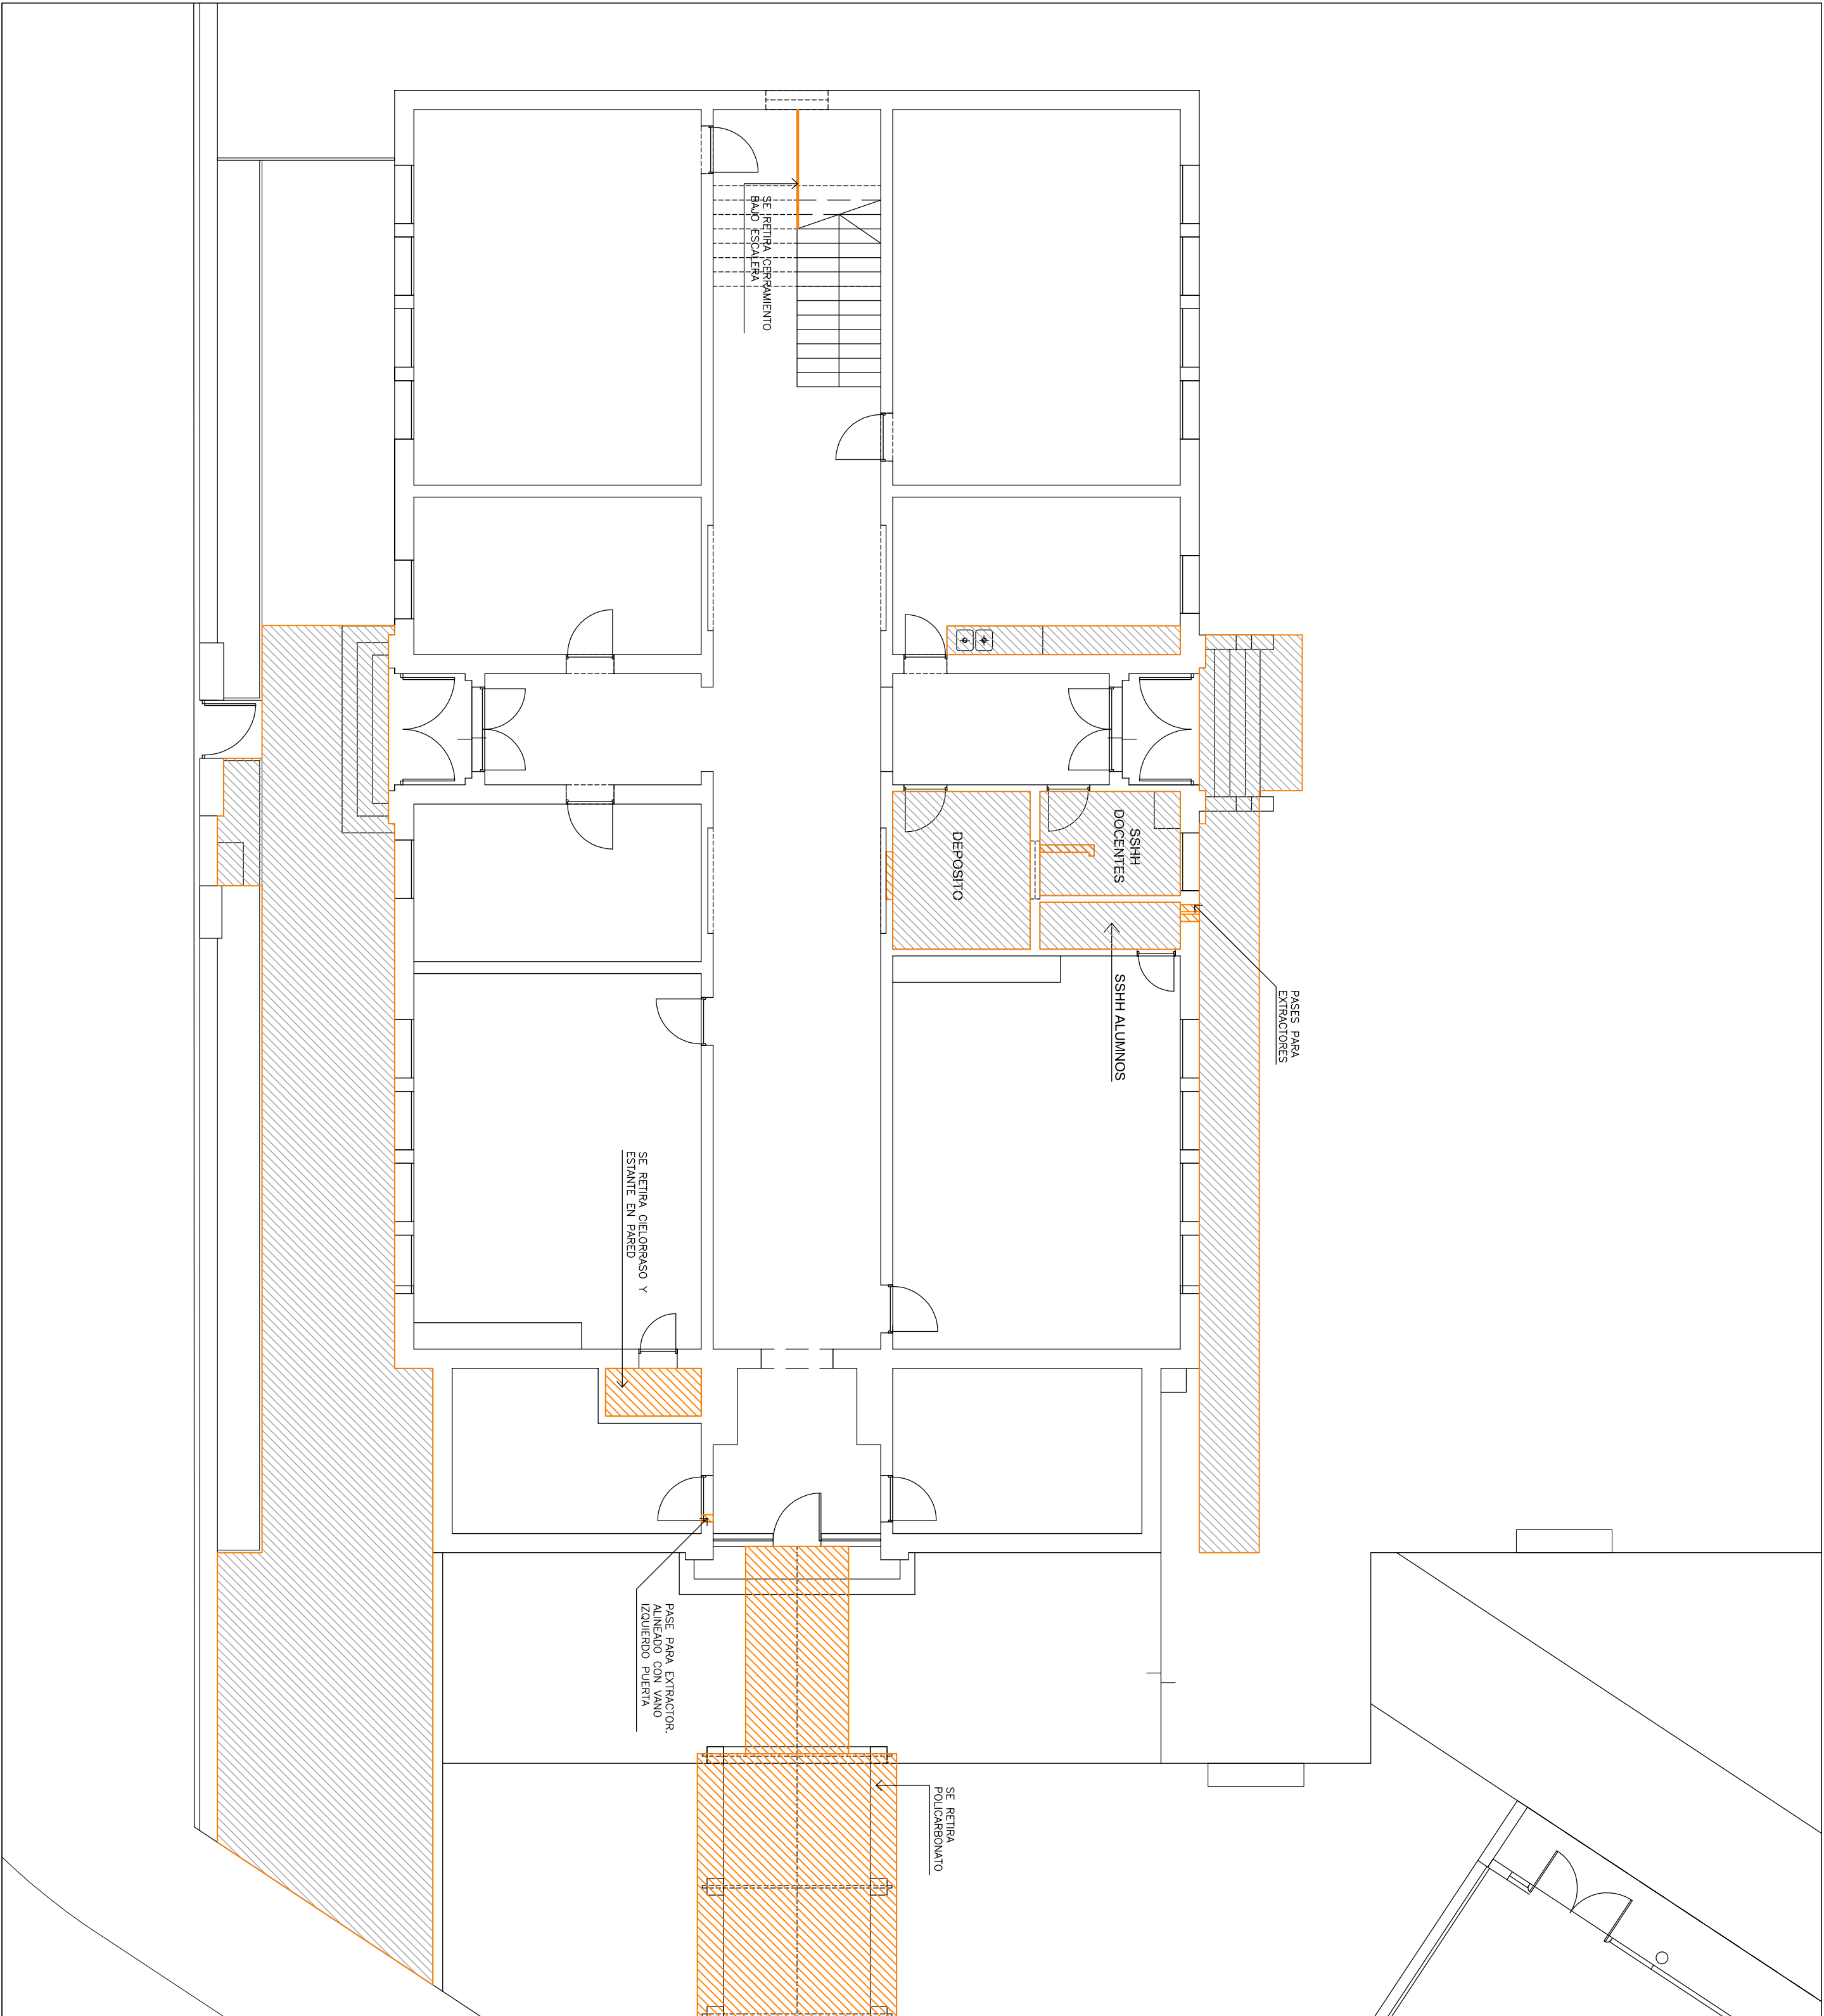 SE RETIRA CERRAMIENTO
BAJO ESCALERA
SSHH
DOCENTES
DEPOSITO
PASES PARA
EXTRACTORES
SSHH ALUMNOS
SE RETIRA CIELORRASO Y
ESTANTE EN PARED
PASE PARA EXTRACTOR.
ALINEADO CON VANO
IZQUIERDO PUERTA
SE RETIRA
POLICARBONATO